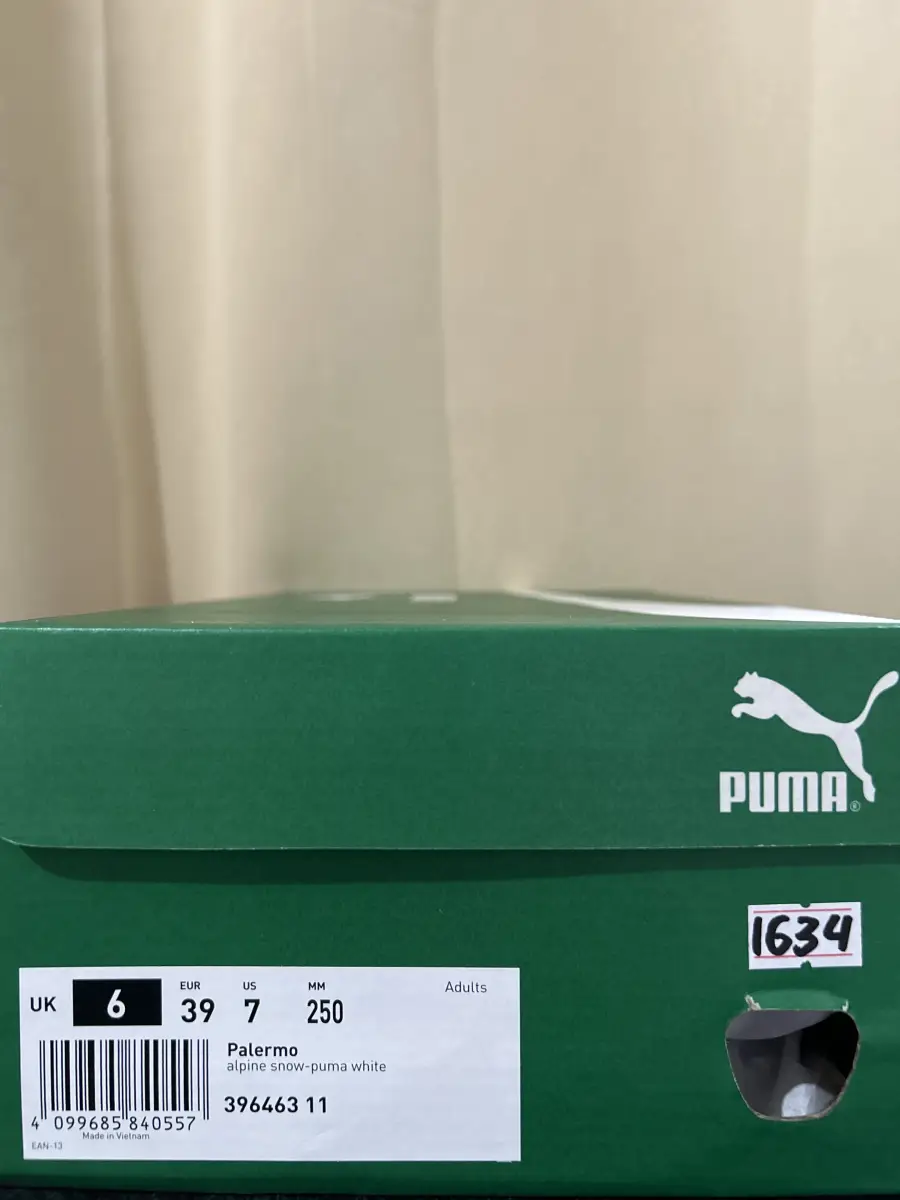 PUMA®
1634
UK 6 EUR 39 US 7 MM 250 Adults
Palermo
alpine snow-puma white
396463 11
4 099685 840557
Made in Vietnam
EAN-13